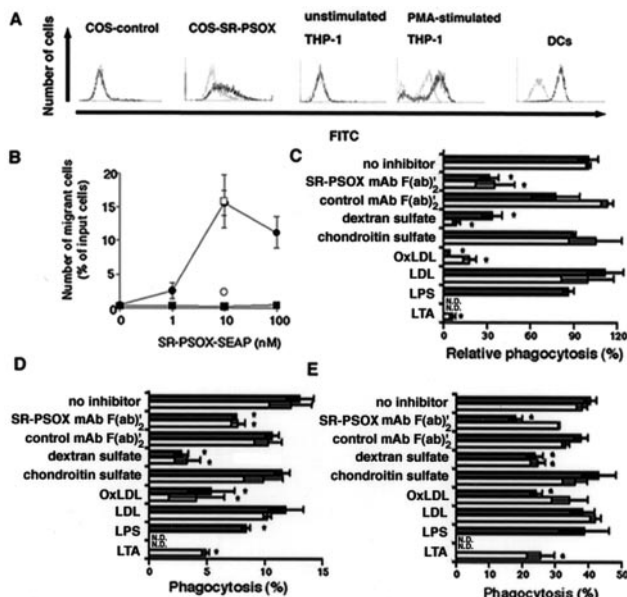 A
Number of cells
COS-control
COS-SR-PSOX
unstimulated
THP-1
PMA-stimulated
THP-1
DCs
FITC
B
Number of migrant cells
(% of input cells)
20
15
10
5
0
0
1
10
100
SR-PSOX-SEAP (nM)
C
no inhibitor
SR-PSOX mAb F(ab)'2
control mAb F(ab)'2
dextran sulfate
chondroitin sulfate
OxLDL
LDL
LPS
LTA
*
*
*
*
*
*
N.D.
N.D.
*
0
30
60
90
120
Relative phagocytosis (%)
D
no inhibitor
SR-PSOX mAb F(ab)'2
control mAb F(ab)'2
dextran sulfate
chondroitin sulfate
OxLDL
LDL
LPS
LTA
*
*
*
*
*
*
*
N.D.
N.D.
*
0
5
10
15
Phagocytosis (%)
E
no inhibitor
SR-PSOX mAb F(ab)'2
control mAb F(ab)'2
dextran sulfate
chondroitin sulfate
OxLDL
LDL
LPS
LTA
*
*
*
*
N.D.
N.D.
*
0
10
20
30
40
50
Phagocytosis (%)